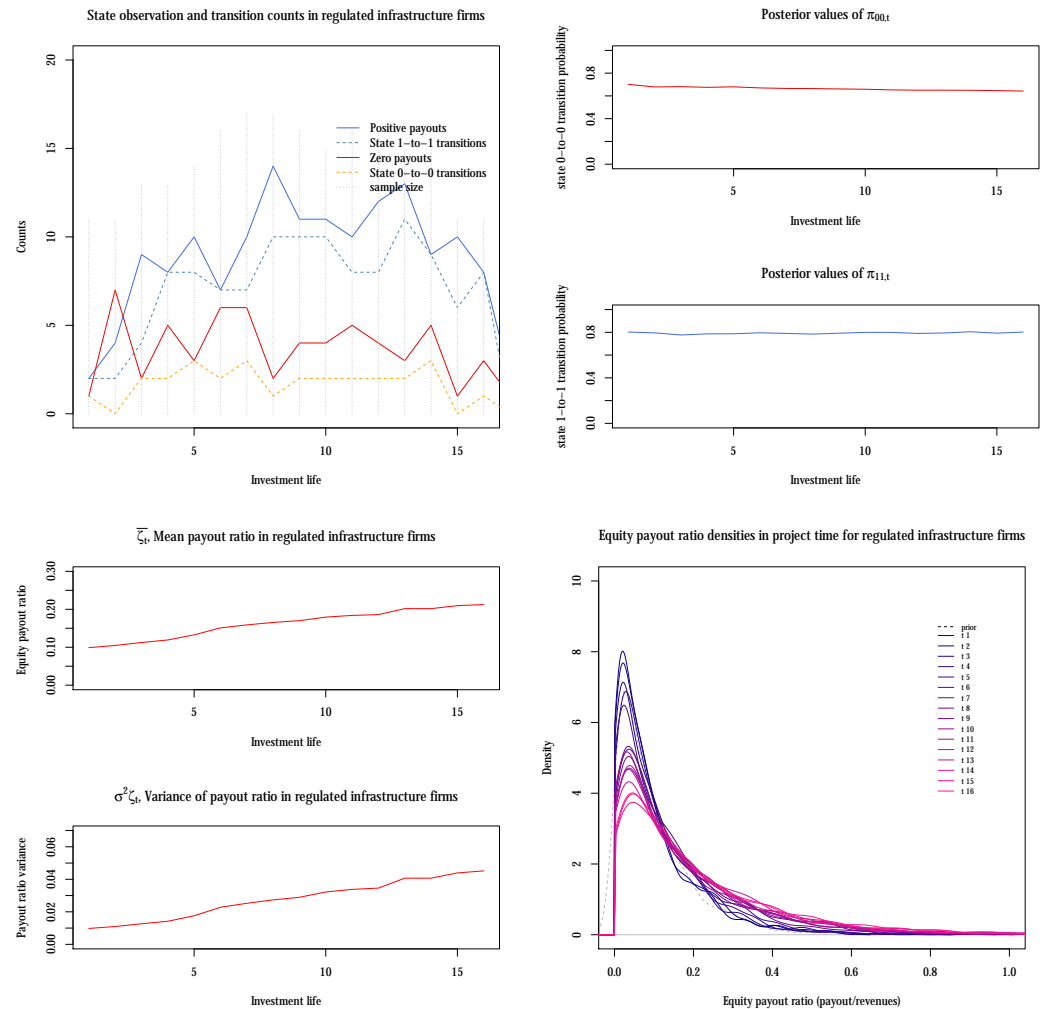 State observation and transition counts in regulated infrastructure firms
20
15
10
5
0
Counts
Positive payouts
State 1−to−1 transitions
Zero payouts
State 0−to−0 transitions
sample size
5
10
15
Investment life
Posterior values of π00,t
state 0−to−0 transition probability
0.8
0.4
0.0
5
10
15
Investment life
Posterior values of π11,t
state 1−to−1 transition probability
0.8
0.4
0.0
5
10
15
Investment life
ζt, Mean payout ratio in regulated infrastructure firms
Equity payout ratio
0.30
0.20
0.10
0.00
5
10
15
Investment life
σ²ζt, Variance of payout ratio in regulated infrastructure firms
Payout ratio variance
0.06
0.04
0.02
0.00
5
10
15
Investment life
Equity payout ratio densities in project time for regulated infrastructure firms
Density
10
8
6
4
2
0
prior
t 1
t 2
t 3
t 4
t 5
t 6
t 7
t 8
t 9
t 10
t 11
t 12
t 13
t 14
t 15
t 16
0.0
0.2
0.4
0.6
0.8
1.0
Equity payout ratio (payout/revenues)